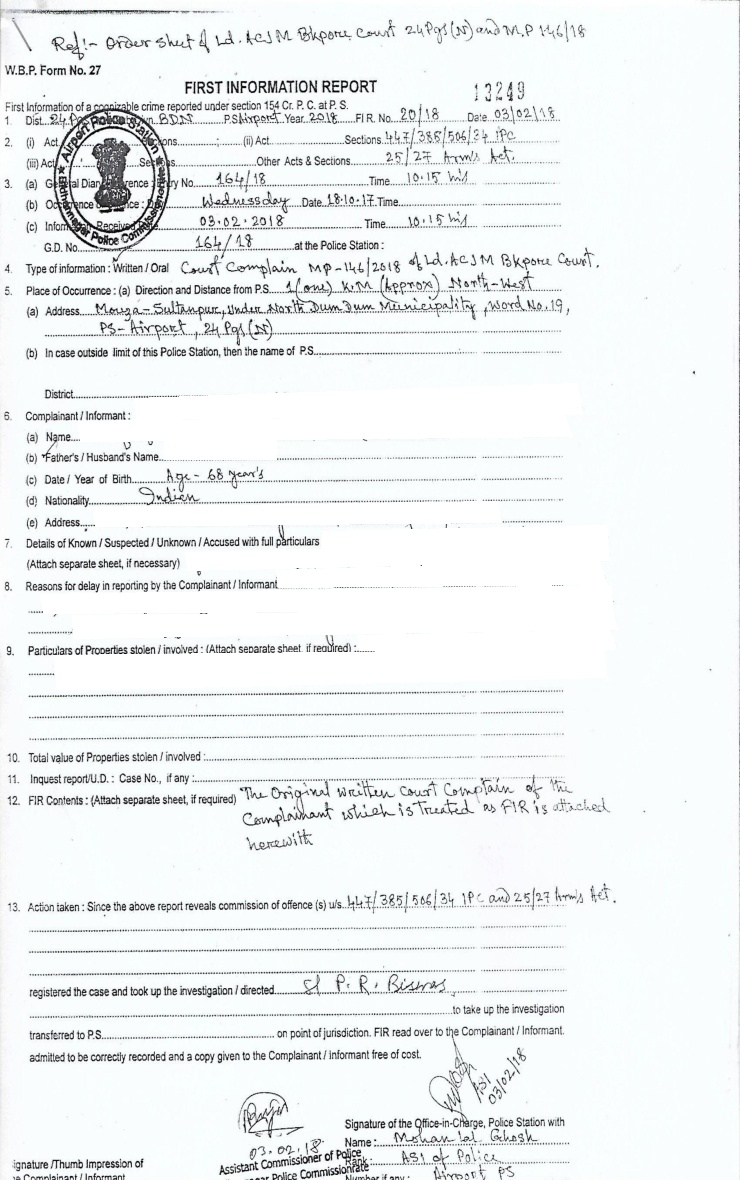 Ref:- Order sheet of Ld. ACJM Bkpore Court 24 Pgs (N) and M.P 146/18
W.B.P. Form No. 27
FIRST INFORMATION REPORT
13249
First Information of a cognizable crime reported under section 154 Cr. P. C. at P. S.
1. Dist. 24 P BDN P.S. Airport Year 2018 F.I.R. No. 20/18 Date 03/02/18
2. (i) Act Sections : (ii) Act Sections 447/385/506/34 IPC
(iii) Act Sections Other Acts & Sections 25/27 Arm's Act.
3. (a) General Diary Reference : Entry No. 164/18 Time 10.15 hrs
(b) Occurrence : Wednesday Date 18.10.17 Time
(c) Information Received 03.02.2018 Time 10.15 hrs
G.D. No. 164/18 at the Police Station :
Airport Police Station
Bidhannagar Police Commissionerate
4. Type of information : Written / Oral Court Complain MP-146/2018 of Ld. ACJM Bkpore Court.
5. Place of Occurrence : (a) Direction and Distance from P.S. 1(one) K.M (Approx) North-West
(a) Address Mouza-Sultanpur, Under North Dum Dum Municipality, Word No. 19,
PS-Airport, 24 Pgs (N)
(b) In case outside limit of this Police Station, then the name of P.S.
District
6. Complainant / Informant :
(a) Name
(b) Father's / Husband's Name
(c) Date / Year of Birth Age - 68 year's
(d) Nationality Indian
(e) Address
7. Details of Known / Suspected / Unknown / Accused with full particulars
(Attach separate sheet, if necessary)
8. Reasons for delay in reporting by the Complainant / Informant
9. Particulars of Properties stolen / involved : (Attach separate sheet, if required) :
10. Total value of Properties stolen / involved :
11. Inquest report/U.D. : Case No., if any :
12. FIR Contents : (Attach separate sheet, if required) The Original Written Court Complain of the
Complainant which is Treated as FIR is attached
herewith
13. Action taken : Since the above report reveals commission of offence (s) u/s. 447/385/506/34 IPC and 25/27 Arm's Act.
registered the case and took up the investigation / directed SI P. R. Biswas
to take up the investigation
transferred to P.S. on point of jurisdiction. FIR read over to the Complainant / Informant.
admitted to be correctly recorded and a copy given to the Complainant / Informant free of cost.
ASI
03/02/18
03.02.18
Assistant Commissioner of Police
Police Commissionrate
Signature of the Office-in-Charge, Police Station with
Name : Mohan lal Ghosh
Rank : ASI of Police
Number if any : Airport PS
ignature /Thumb Impression of
e Complainant / Informant